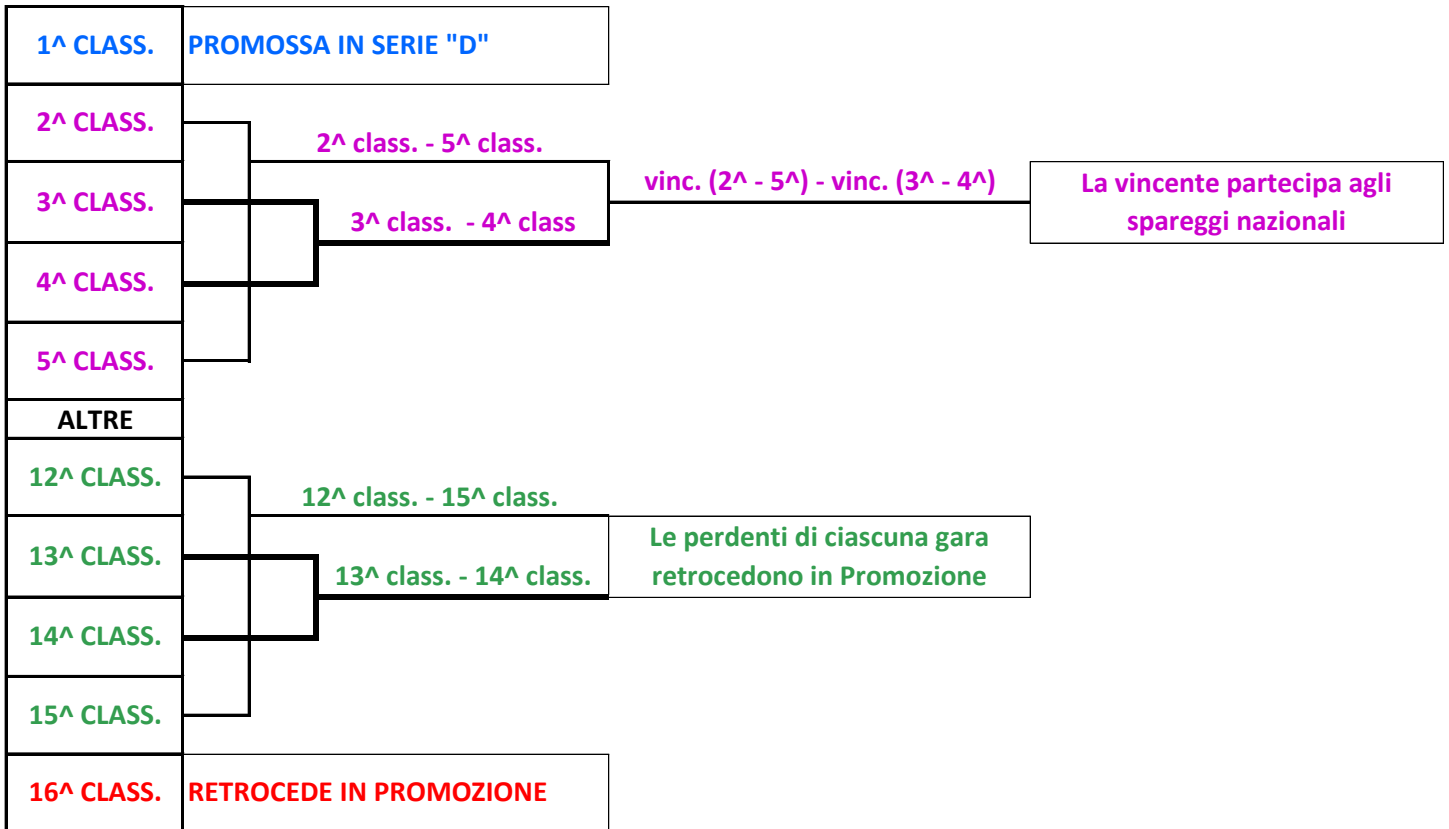 1^ CLASS.
PROMOSSA IN SERIE "D"
2^ CLASS.
2^ class. - 5^ class.
3^ CLASS.
vinc. (2^ - 5^) - vinc. (3^ - 4^)
La vincente partecipa agli
spareggi nazionali
3^ class.  - 4^ class
4^ CLASS.
5^ CLASS.
ALTRE
12^ CLASS.
12^ class. - 15^ class.
13^ CLASS.
Le perdenti di ciascuna gara
retrocedono in Promozione
13^ class. - 14^ class.
14^ CLASS.
15^ CLASS.
16^ CLASS.
RETROCEDE IN PROMOZIONE